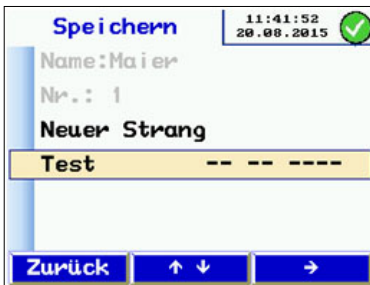 Speichern
11:41:52
20.08.2015
Name:Maier
Nr.: 1
Neuer Strang
Test -- -- ----
Zurück ↑ ↓ →